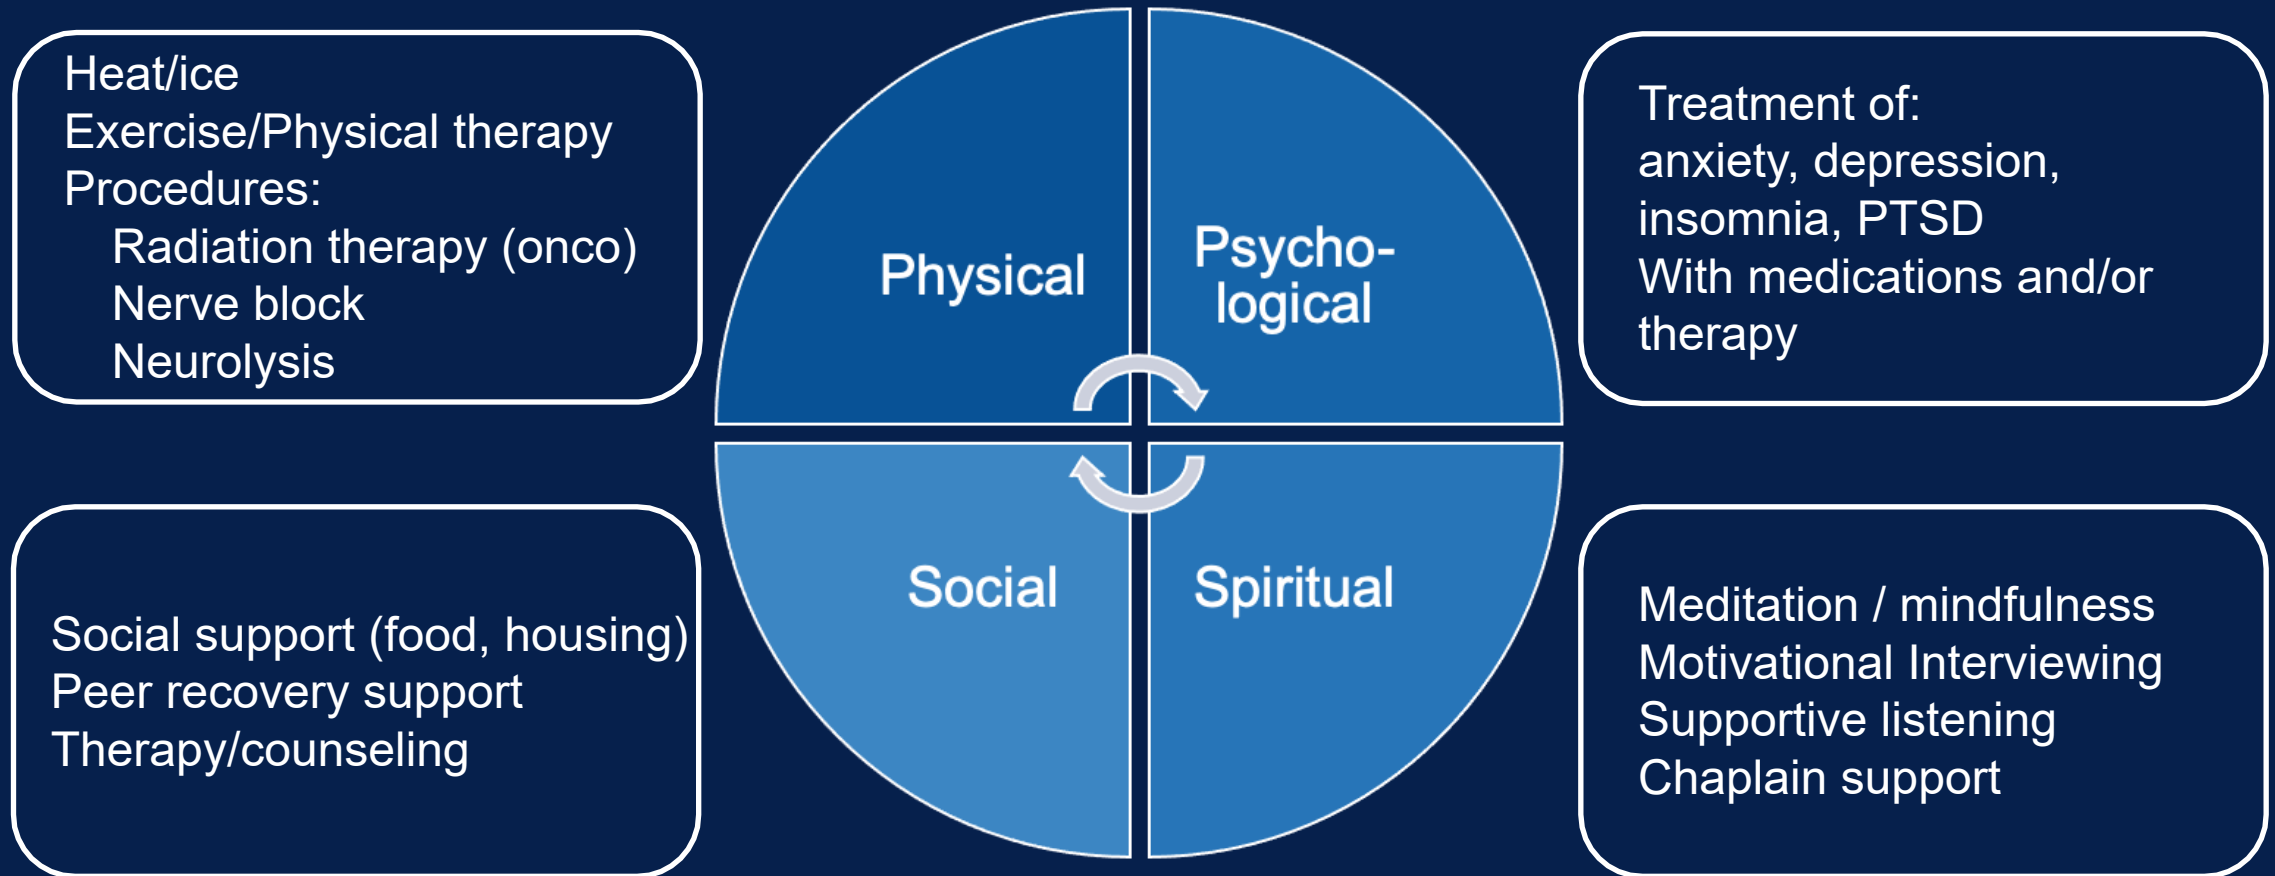 Heat/ice
Exercise/Physical therapy
Procedures:
Radiation therapy (onco)
Nerve block
Neurolysis
Physical
Psycho-
logical
Treatment of:
anxiety, depression,
insomnia, PTSD
With medications and/or
therapy
Social support (food, housing)
Peer recovery support
Therapy/counseling
Social
Spiritual
Meditation / mindfulness
Motivational Interviewing
Supportive listening
Chaplain support